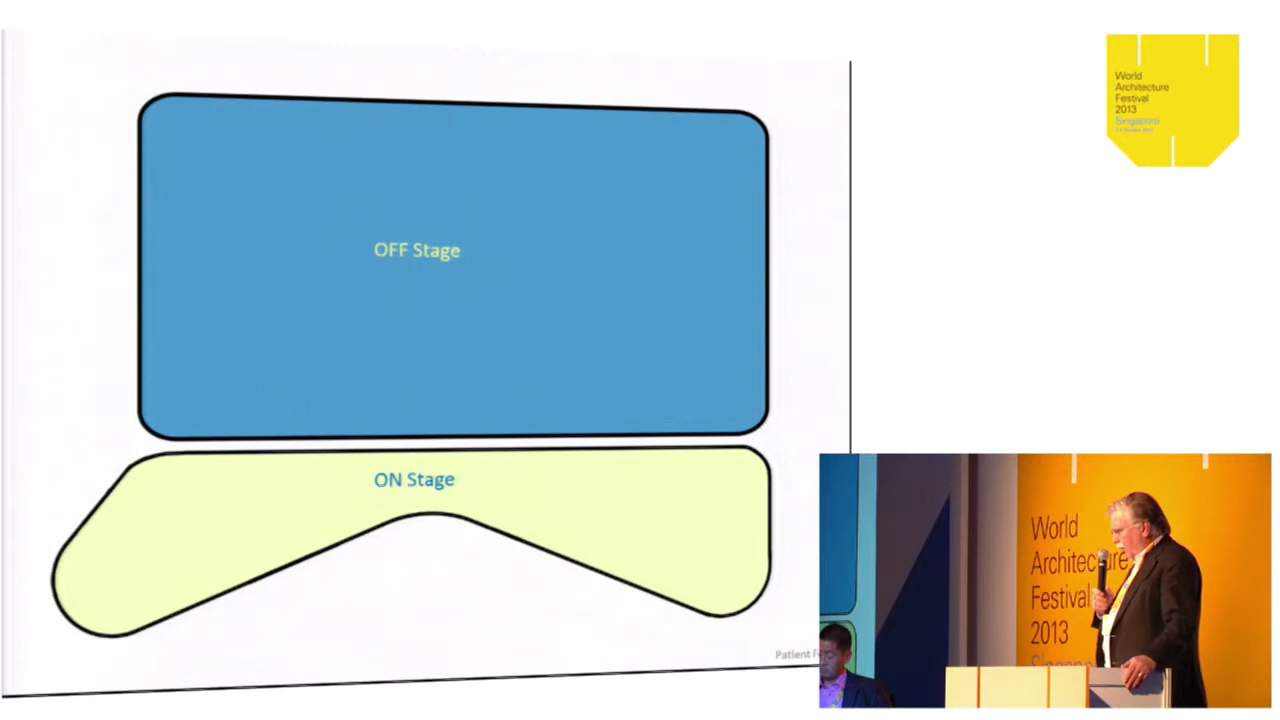 World
Architecture
Festival
2013
Singapore
OFF Stage
ON Stage
Patient
World
Architecture
Festival
2013